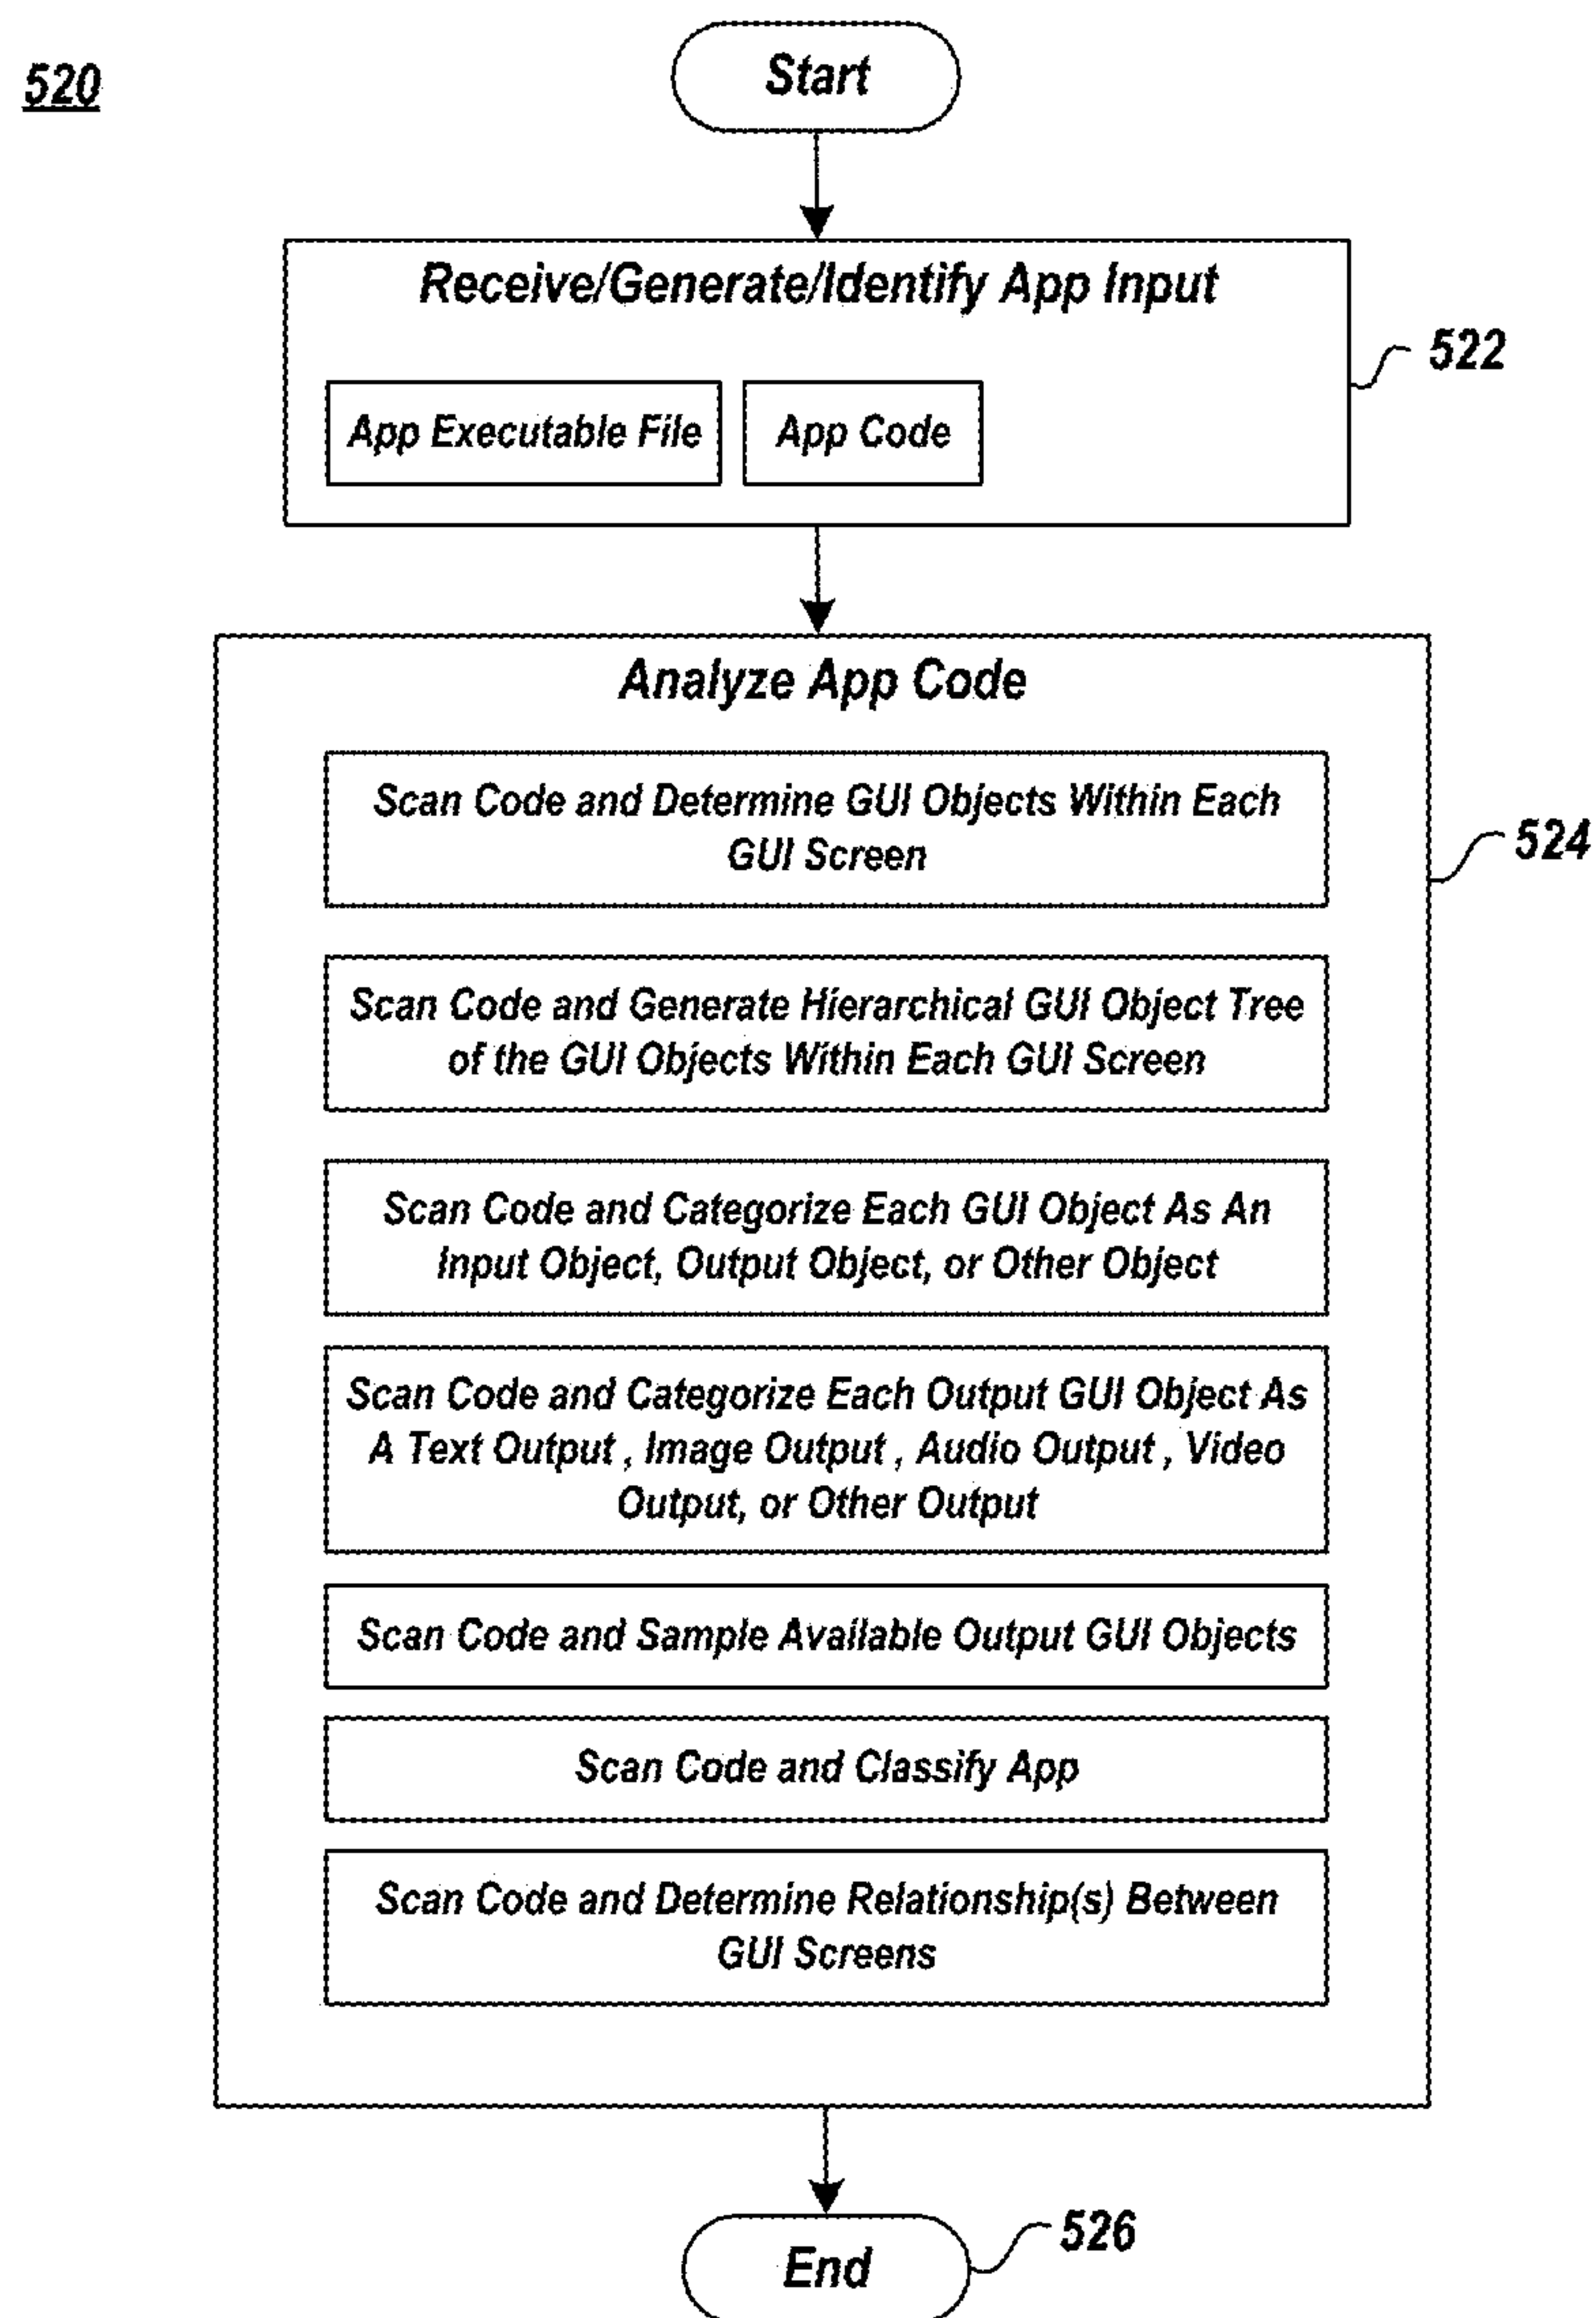 520
Start
Receive/Generate/Identify App Input
522
App Executable File
App Code
Analyze App Code
Scan Code and Determine GUI Objects Within Each
GUI Screen
524
Scan Code and Generate Hierarchical GUI Object Tree
of the GUI Objects Within Each GUI Screen
Scan Code and Categorize Each GUI Object As An
Input Object, Output Object, or Other Object
Scan Code and Categorize Each Output GUI Object As
A Text Output , Image Output , Audio Output , Video
Output, or Other Output
Scan Code and Sample Available Output GUI Objects
Scan Code and Classify App
Scan Code and Determine Relationship(s) Between
GUI Screens
526
End